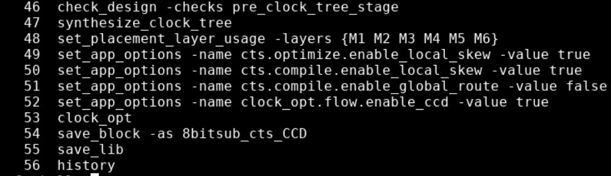 46 check_design -checks pre_clock_tree_stage
47 synthesize_clock_tree
48 set_placement_layer_usage -layers {M1 M2 M3 M4 M5 M6}
49 set_app_options -name cts.optimize.enable_local_skew -value true
50 set_app_options -name cts.compile.enable_local_skew -value true
51 set_app_options -name cts.compile.enable_global_route -value false
52 set_app_options -name clock_opt.flow.enable_ccd -value true
53 clock_opt
54 save_block -as 8bitsub_cts_CCD
55 save_lib
56 history